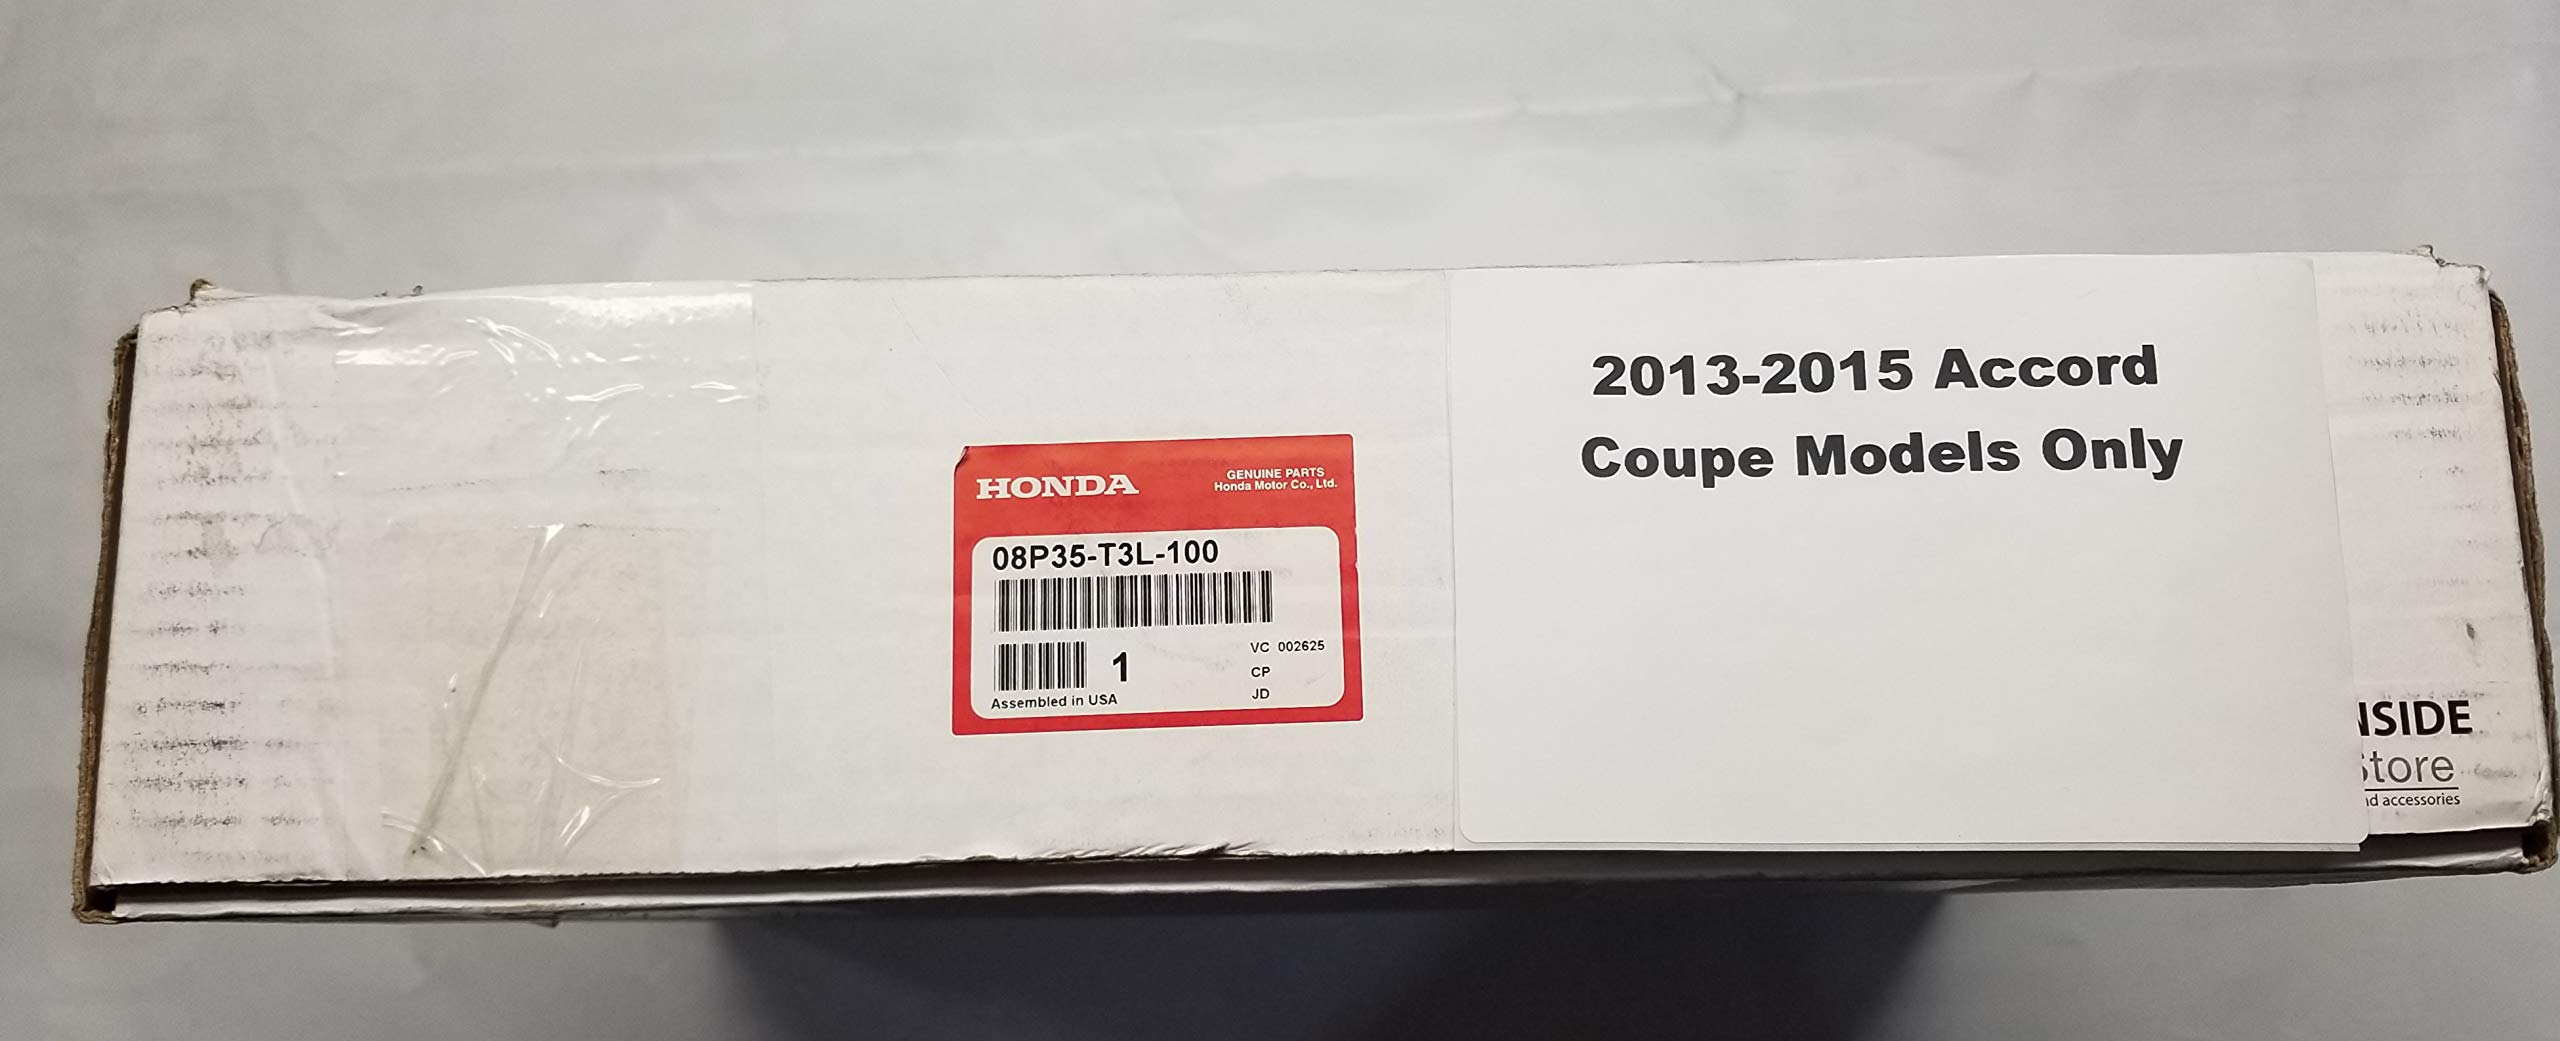 2013-2015 Accord
Coupe Models Only
HONDA
GENUINE PARTS
Honda Motor Co., Ltd.
08P35-T3L-100
1
VC 002625
CP
JD
Assembled in USA
NSIDE
Store
nd accessories